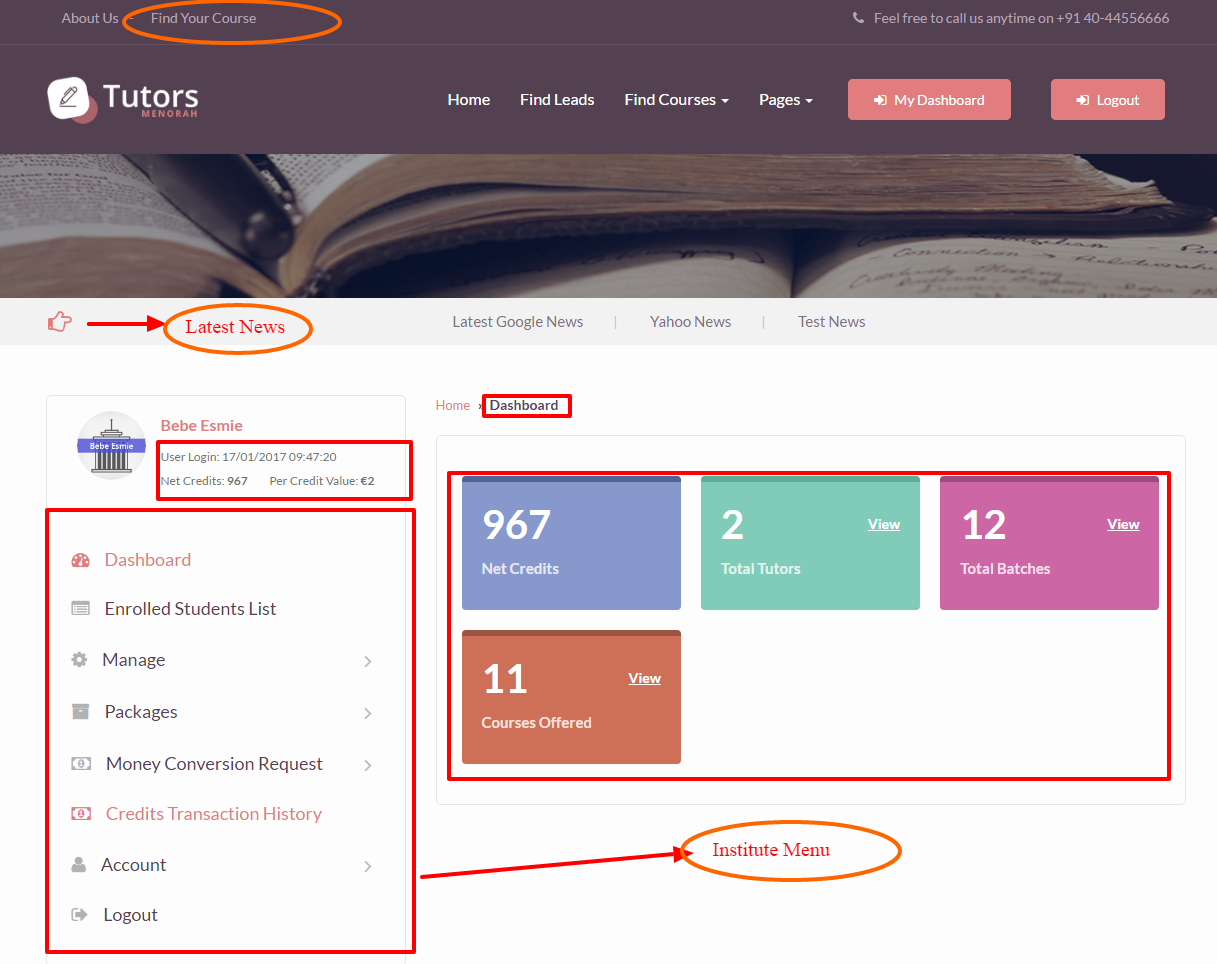 About Us - Find Your Course
Feel free to call us anytime on +91 40-44556666
Tutors
MENORAH
Home Find Leads Find Courses Pages My Dashboard Logout
Latest News
Latest Google News | Yahoo News | Test News
Home » Dashboard
Bebe Esmie
Bebe Esmie
User Login: 17/01/2017 09:47:20
Net Credits: 967 Per Credit Value: €2
Dashboard
Enrolled Students List
Manage
Packages
Money Conversion Request
Credits Transaction History
Account
Logout
967
Net Credits
2 View
Total Tutors
12 View
Total Batches
11 View
Courses Offered
Institute Menu